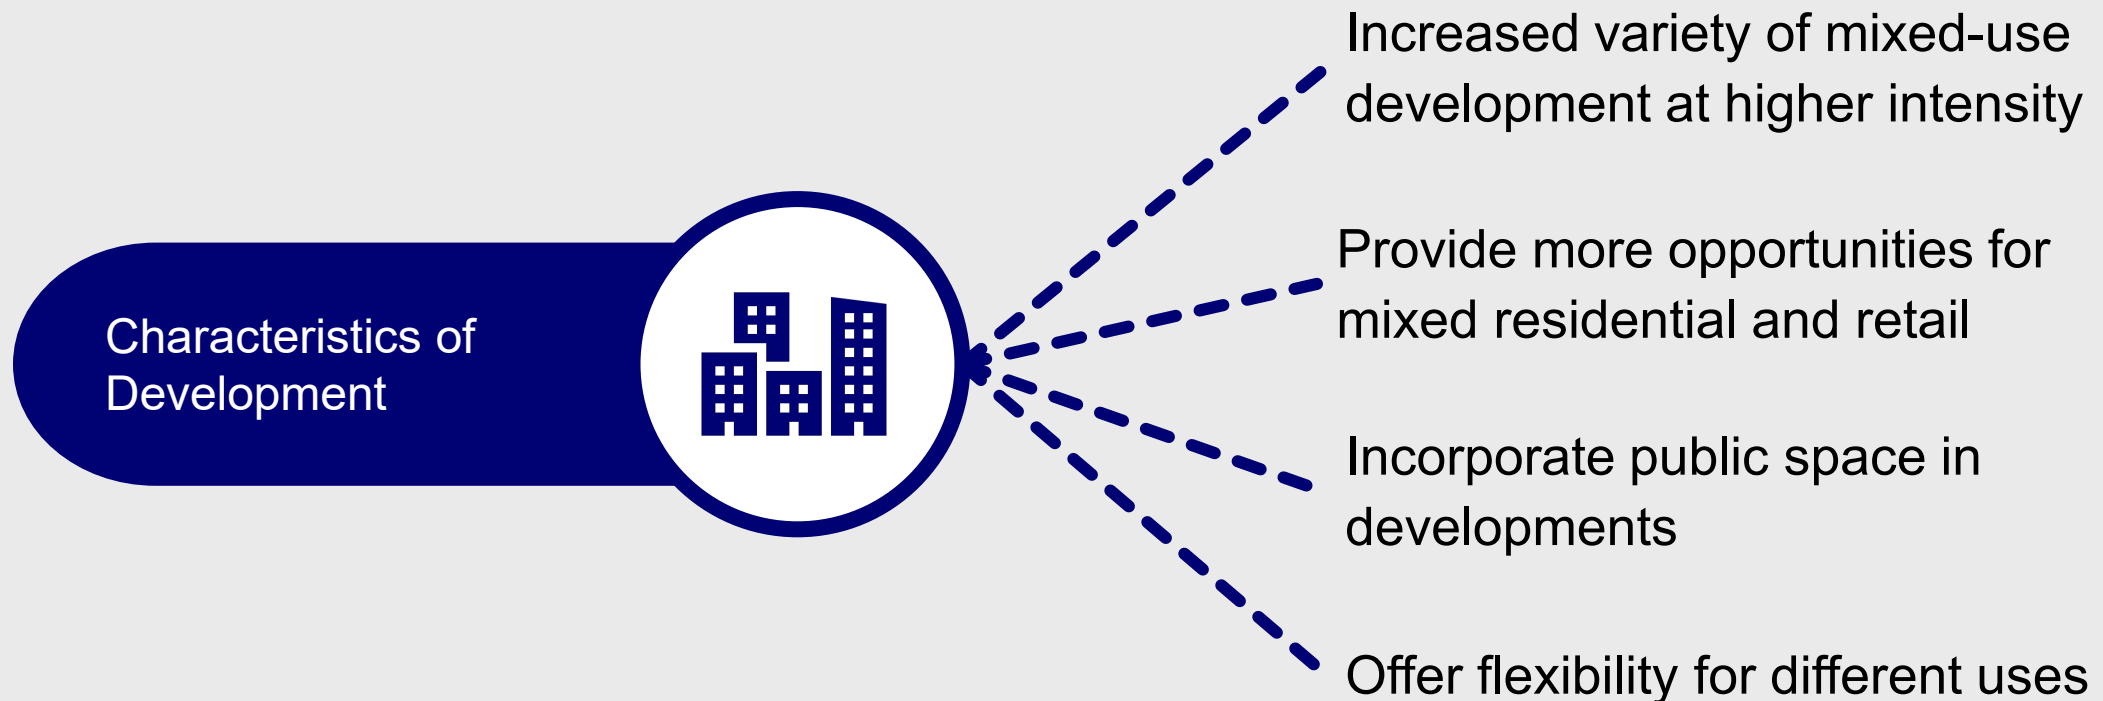 Characteristics of
Development
Increased variety of mixed-use
development at higher intensity
Provide more opportunities for
mixed residential and retail
Incorporate public space in
developments
Offer flexibility for different uses